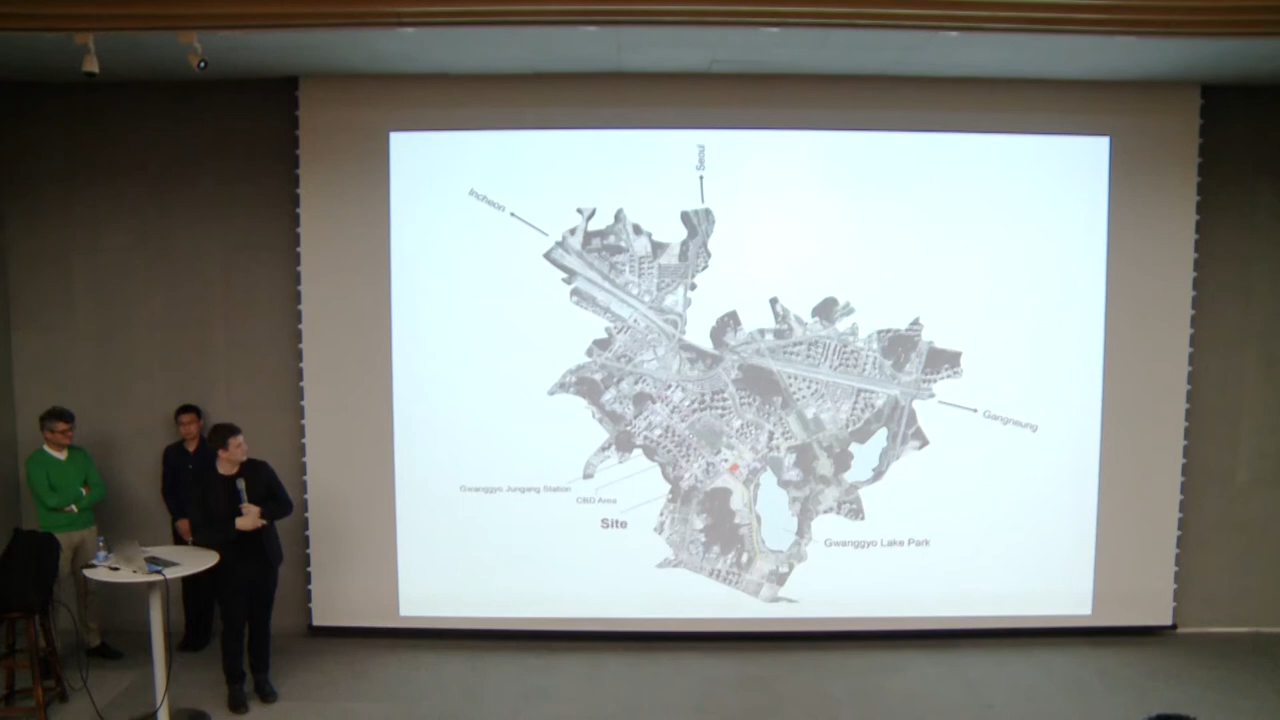 Seoul
Incheon
Gangneung
Gwanggyo Jungang Station
CBD Area
Site
Gwanggyo Lake Park